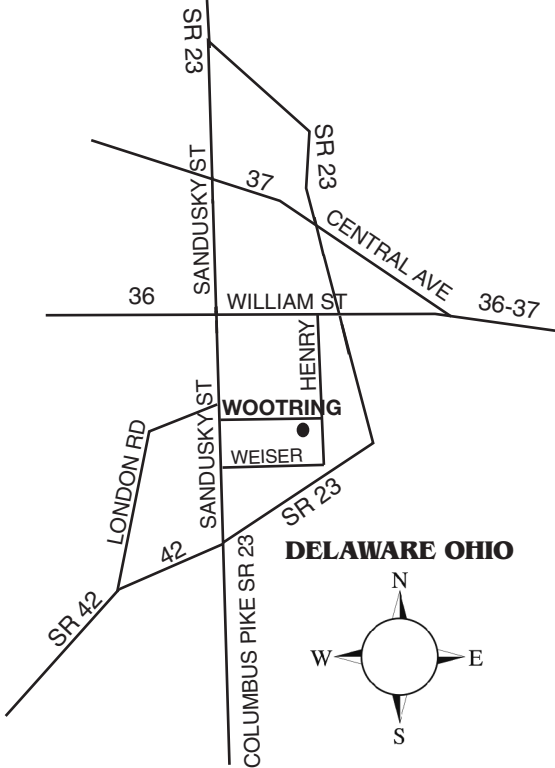 SR 23
SR 23
SANDUSKY ST
37
CENTRAL AVE
36
WILLIAM ST
36-37
HENRY
WOOTRING
SANDUSKY ST
LONDON RD
WEISER
SR 23
42
SR 42
COLUMBUS PIKE SR 23
DELAWARE OHIO
N
W
E
S